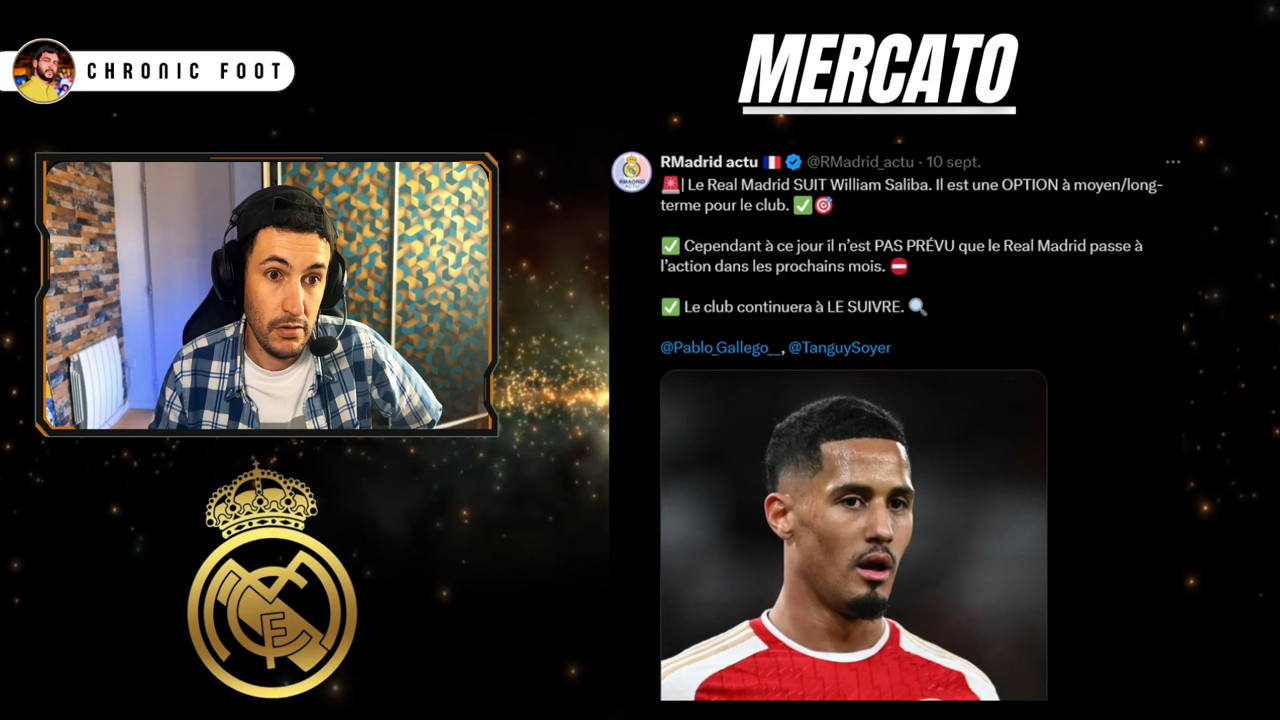 CHRONIC FOOT
MERCATO
RMadrid actu 🇫🇷 @RMadrid_actu · 10 sept.
🚨| Le Real Madrid SUIT William Saliba. Il est une OPTION à moyen/long-
terme pour le club. ✅🎯
✅ Cependant à ce jour il n’est PAS PRÉVU que le Real Madrid passe à
l’action dans les prochains mois. ⛔
✅ Le club continuera à LE SUIVRE. 🔍
@Pablo_Gallego__, @TanguySoyer